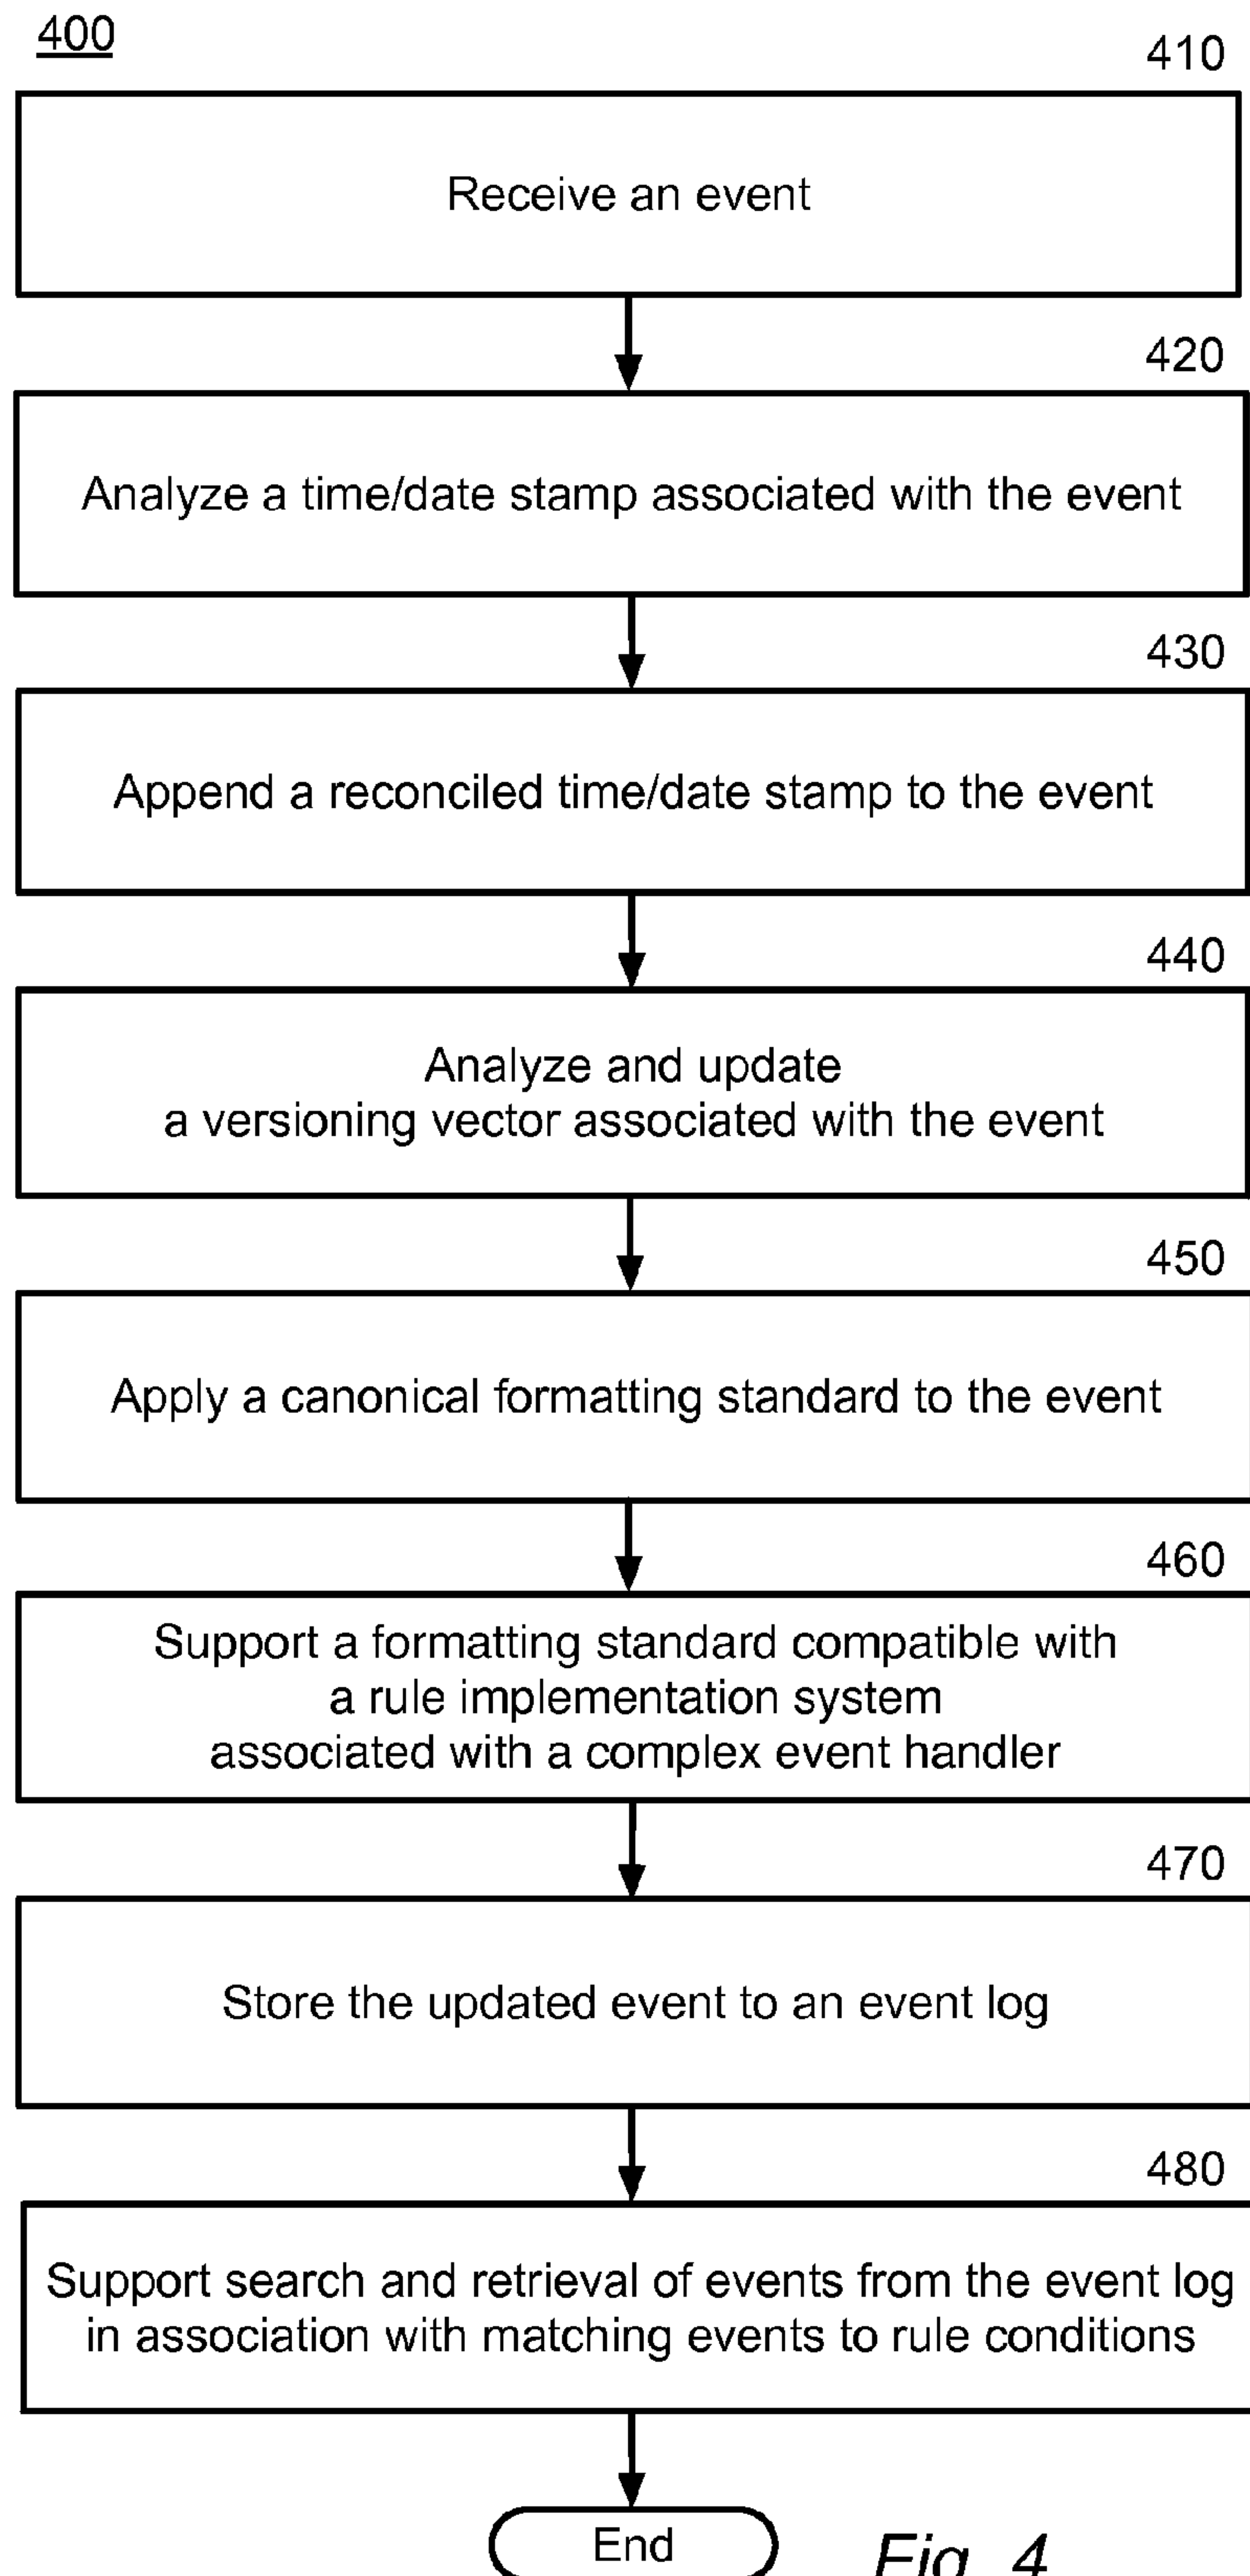 400
410
Receive an event
420
Analyze a time/date stamp associated with the event
430
Append a reconciled time/date stamp to the event
440
Analyze and update
a versioning vector associated with the event
450
Apply a canonical formatting standard to the event
460
Support a formatting standard compatible with
a rule implementation system
associated with a complex event handler
470
Store the updated event to an event log
480
Support search and retrieval of events from the event log
in association with matching events to rule conditions
End
Fig. 4